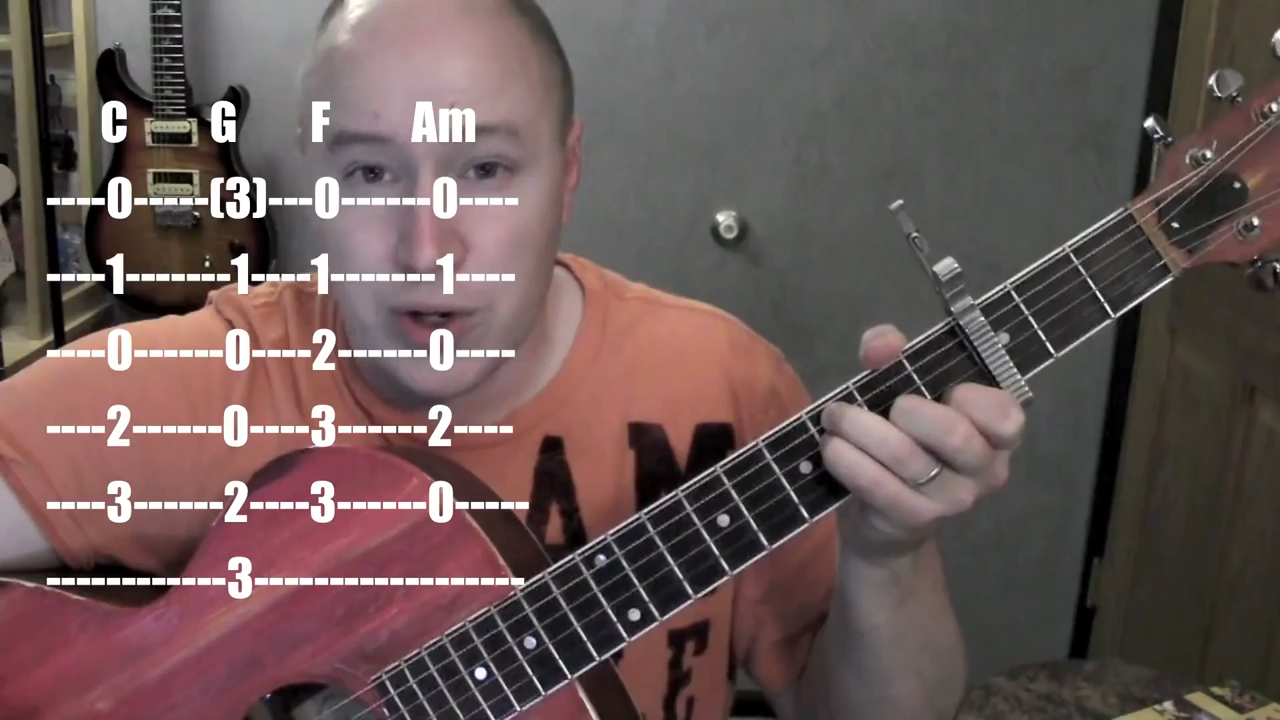 C G F Am
----0-----(3)---0------0----
----1-------1----1-------1----
----0------0----2------0----
----2------0----3------2----
----3------2----3------0-----
------------3------------------
AM
E